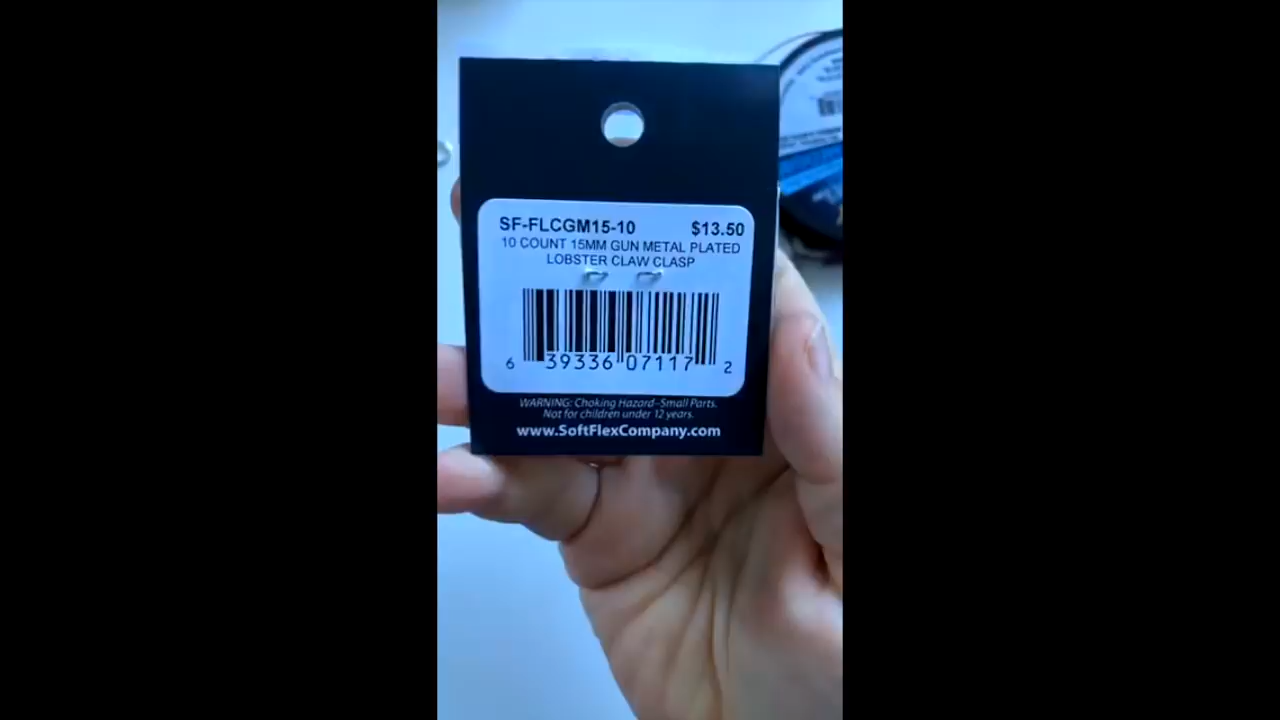 SF-FLCGM15-10 $13.50
10 COUNT 15MM GUN METAL PLATED
LOBSTER CLAW CLASP
6 39336 07117 2
WARNING: Choking Hazard–Small Parts.
Not for children under 12 years.
www.SoftFlexCompany.com